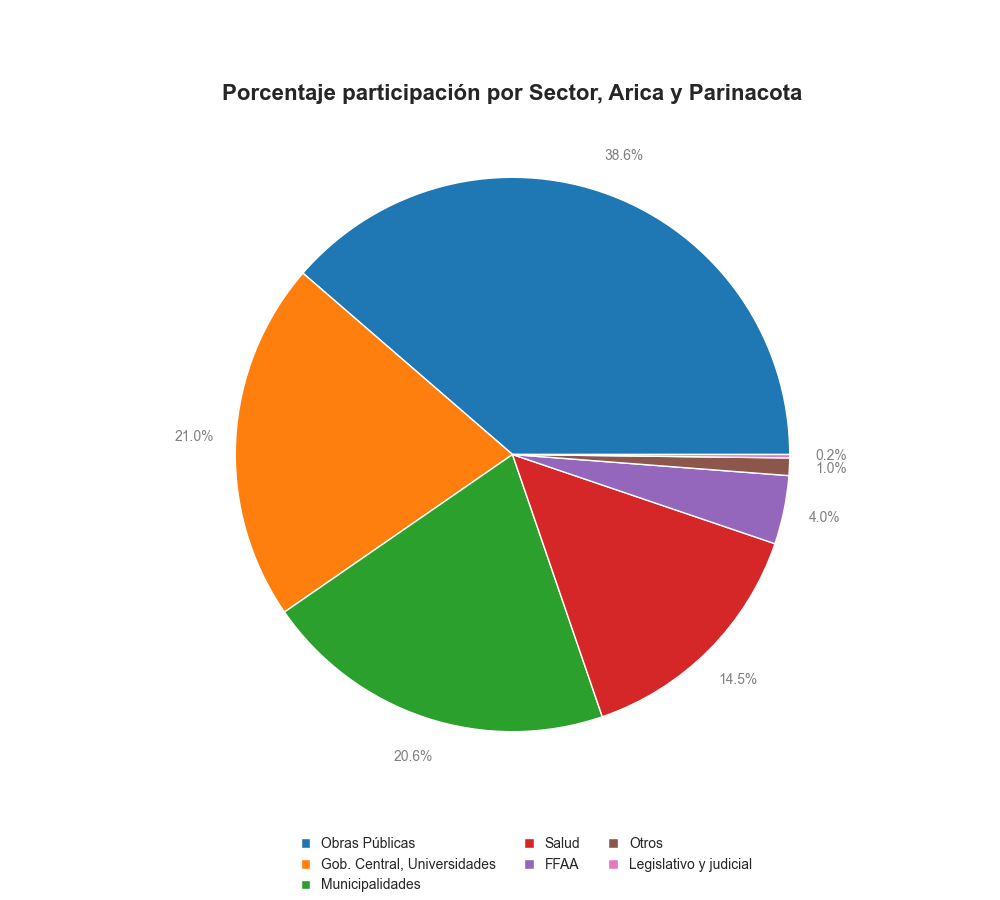 Porcentaje participación por Sector, Arica y Parinacota
38.6%
21.0%
0.2%
1.0%
4.0%
14.5%
20.6%
Obras Públicas
Gob. Central, Universidades
Municipalidades
Salud
FFAA
Otros
Legislativo y judicial